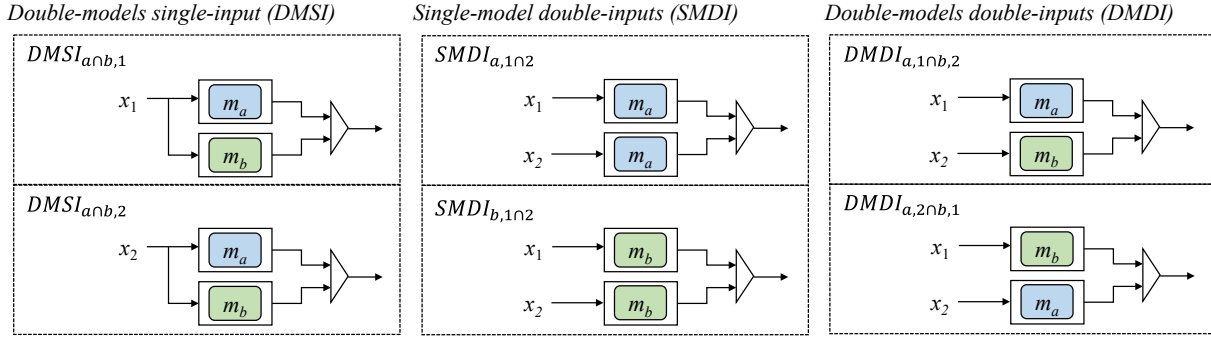 Double-models single-input (DMSI)
DMSI_{a∩b,1}
x_1
m_a
m_b
DMSI_{a∩b,2}
x_2
m_a
m_b
Single-model double-inputs (SMDI)
SMDI_{a,1∩2}
x_1
m_a
x_2
m_a
SMDI_{b,1∩2}
x_1
m_b
x_2
m_b
Double-models double-inputs (DMDI)
DMDI_{a,1∩b,2}
x_1
m_a
x_2
m_b
DMDI_{a,2∩b,1}
x_1
m_b
x_2
m_a